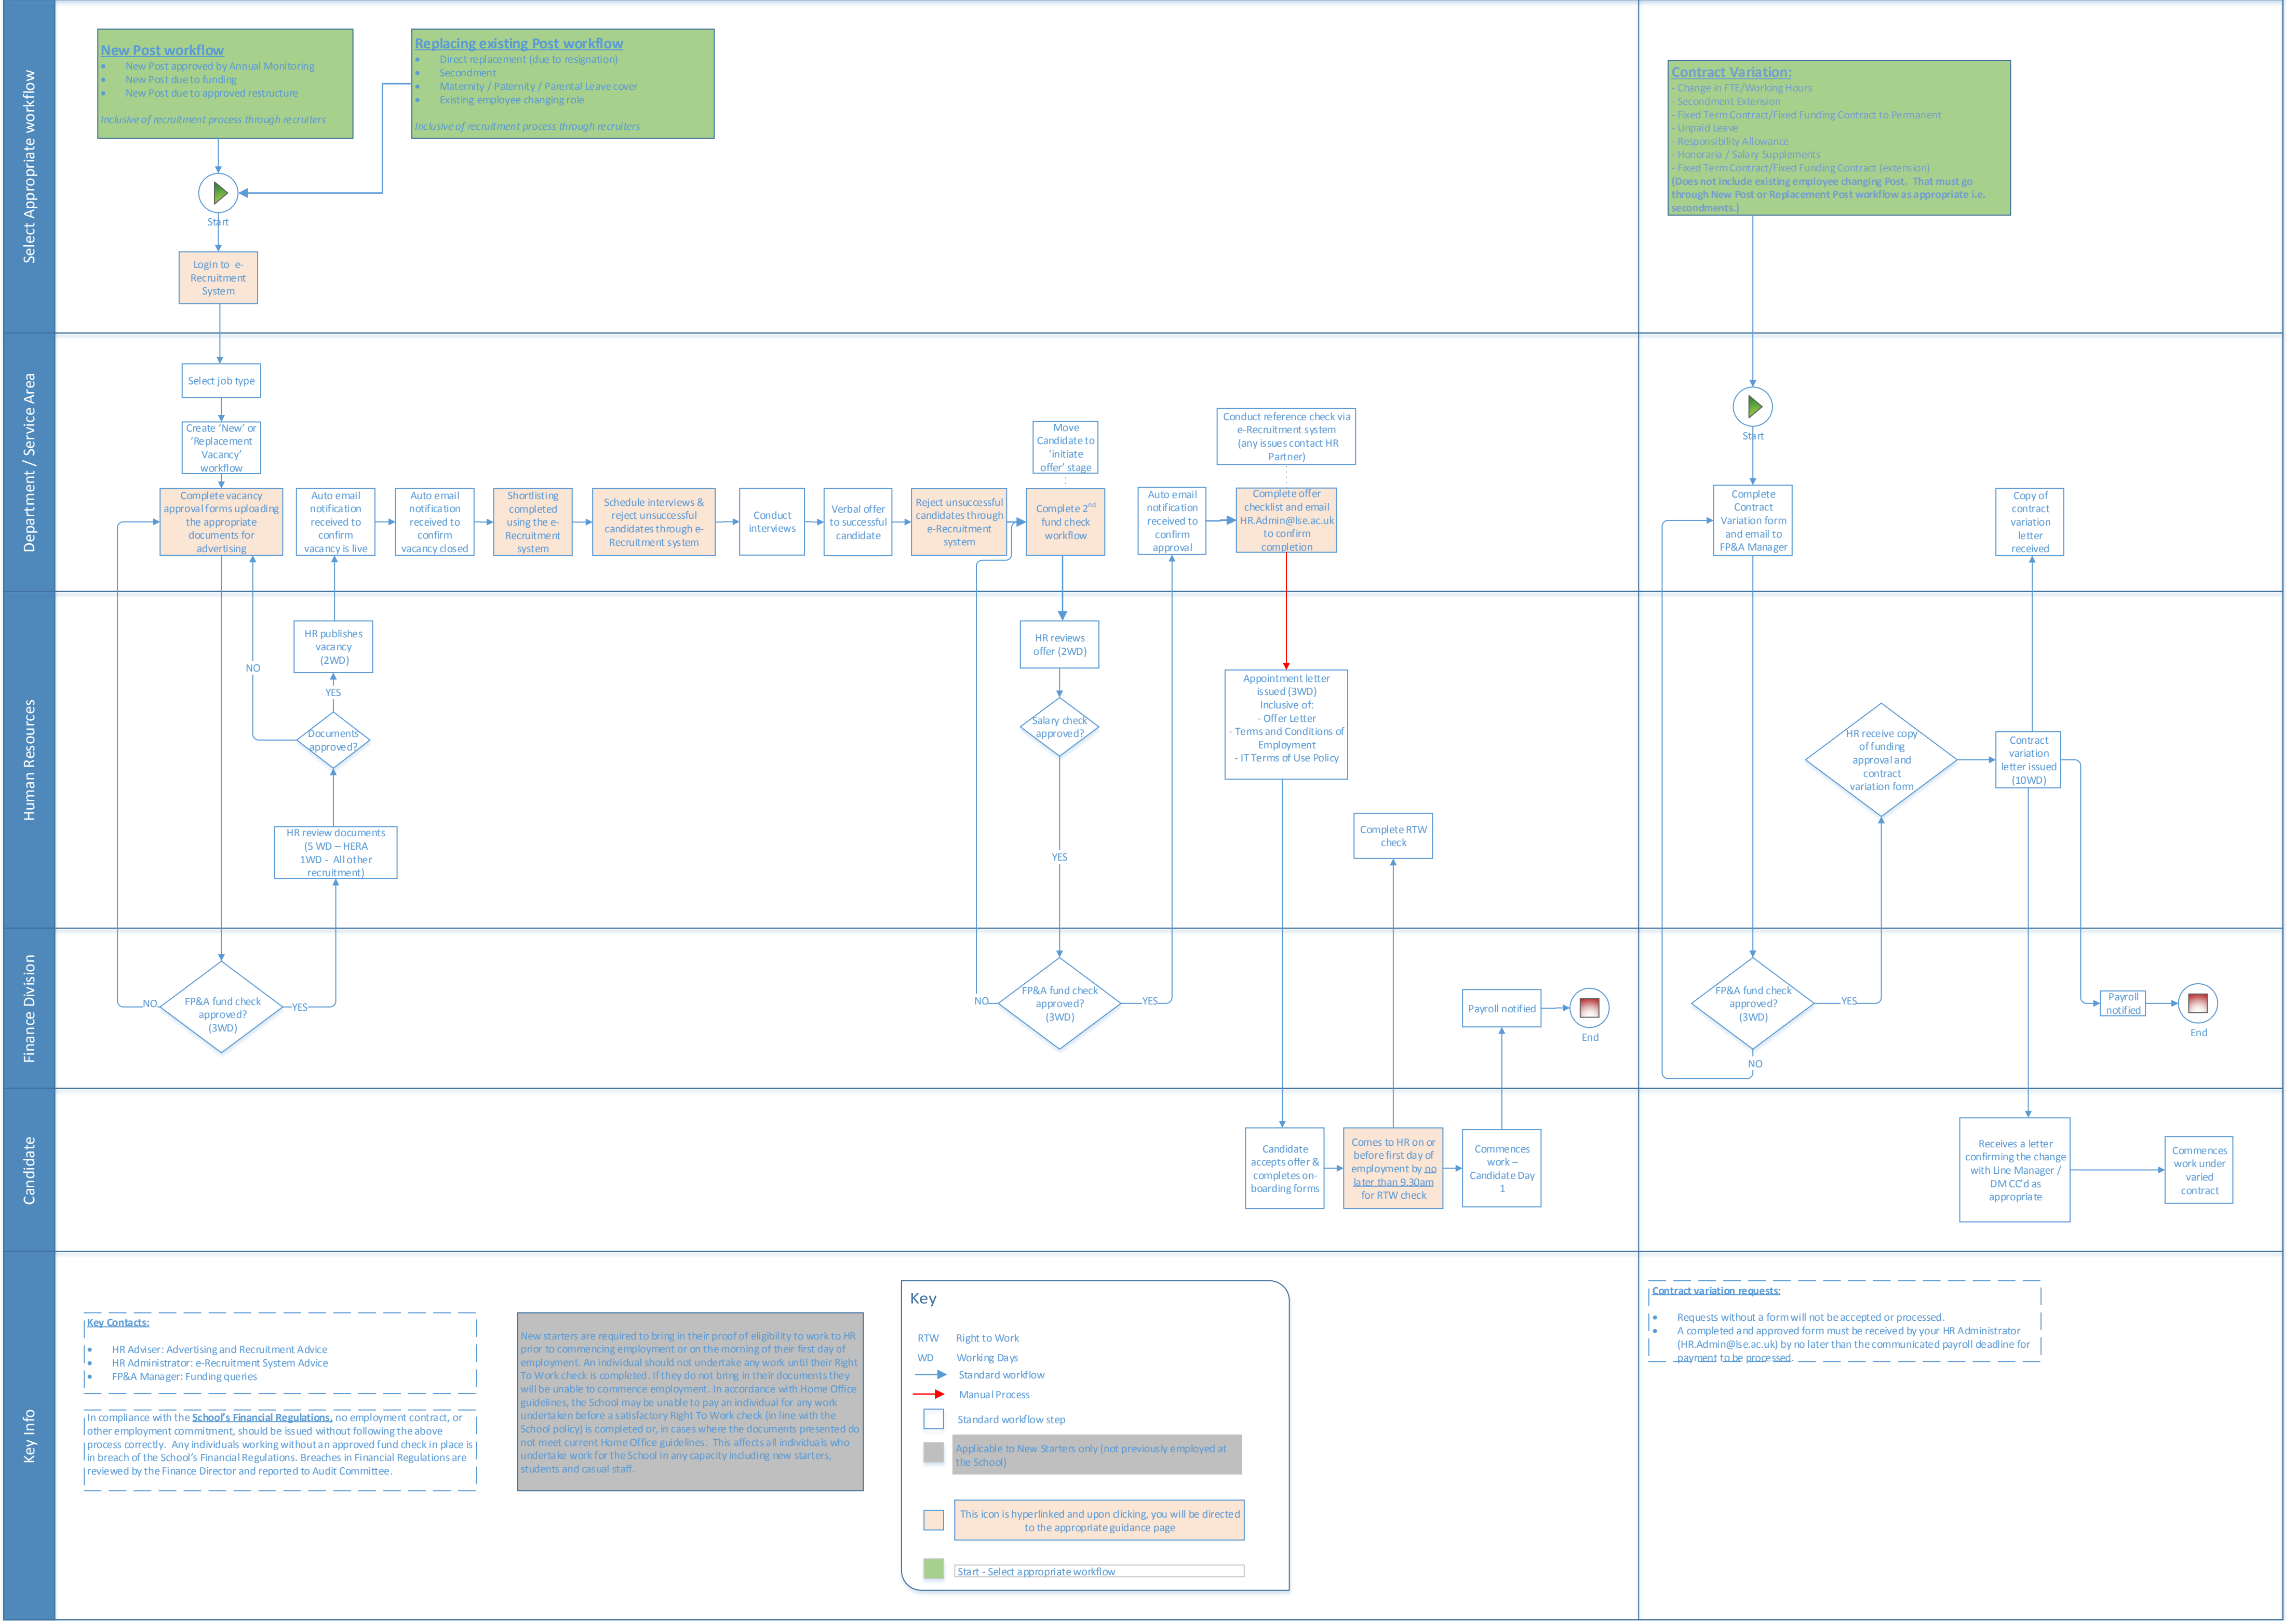 Select Appropriate workflow
New Post workflow
• New Post approved by Annual Monitoring
• New Post due to funding
• New Post due to approved restructure
Inclusive of recruitment process through recruiters
Replacing existing Post workflow
• Direct replacement (due to resignation)
• Secondment
• Maternity / Paternity / Parental Leave cover
• Existing employee changing role
Inclusive of recruitment process through recruiters
Start
Login to e-
Recruitment
System
Contract Variation:
- Change in FTE/Working Hours
- Secondment Extension
- Fixed Term Contract/Fixed Funding Contract to Permanent
- Unpaid Leave
- Responsibility Allowance
- Honoraria / Salary Supplements
- Fixed Term Contract/Fixed Funding Contract (extension)
(Does not include existing employee changing Post. That must go
through New Post or Replacement Post workflow as appropriate i.e.
secondments.)
Department / Service Area
Select job type
Create ‘New’ or
‘Replacement
Vacancy’
workflow
Complete vacancy
approval forms uploading
the appropriate
documents for
advertising
Auto email
notification
received to
confirm
vacancy is live
Auto email
notification
received to
confirm
vacancy closed
Shortlisting
completed
using the e-
Recruitment
system
Schedule interviews &
reject unsuccessful
candidates through e-
Recruitment system
Conduct
interviews
Verbal offer
to successful
candidate
Reject unsuccessful
candidates through
e-Recruitment
system
Move
Candidate to
‘initiate
offer’ stage
Complete 2nd
fund check
workflow
Auto email
notification
received to
confirm
approval
Conduct reference check via
e-Recruitment system
(any issues contact HR
Partner)
Complete offer
checklist and email
HR.Admin@lse.ac.uk
to confirm
completion
Start
Complete
Contract
Variation form
and email to
FP&A Manager
Copy of
contract
variation
letter
received
Human Resources
HR publishes
vacancy
(2WD)
NO
YES
Documents
approved?
HR review documents
(5 WD – HERA
1WD - All other
recruitment)
HR reviews
offer (2WD)
Salary check
approved?
YES
Appointment letter
issued (3WD)
Inclusive of:
- Offer Letter
- Terms and Conditions of
Employment
- IT Terms of Use Policy
Complete RTW
check
HR receive copy
of funding
approval and
contract
variation form
Contract
variation
letter issued
(10WD)
Finance Division
NO
FP&A fund check
approved?
(3WD)
YES
NO
FP&A fund check
approved?
(3WD)
YES
Payroll notified
End
FP&A fund check
approved?
(3WD)
YES
NO
Payroll
notified
End
Candidate
Candidate
accepts offer &
completes on-
boarding forms
Comes to HR on or
before first day of
employment by no
later than 9.30am
for RTW check
Commences
work –
Candidate Day
1
Receives a letter
confirming the change
with Line Manager /
DM CC’d as
appropriate
Commences
work under
varied
contract
Key Info
Key Contacts:
• HR Adviser: Advertising and Recruitment Advice
• HR Administrator: e-Recruitment System Advice
• FP&A Manager: Funding queries
In compliance with the School’s Financial Regulations, no employment contract, or
other employment commitment, should be issued without following the above
process correctly. Any individuals working without an approved fund check in place is
in breach of the School’s Financial Regulations. Breaches in Financial Regulations are
reviewed by the Finance Director and reported to Audit Committee.
New starters are required to bring in their proof of eligibility to work to HR
prior to commencing employment or on the morning of their first day of
employment. An individual should not undertake any work until their Right
To Work check is completed. If they do not bring in their documents they
will be unable to commence employment. In accordance with Home Office
guidelines, the School may be unable to pay an individual for any work
undertaken before a satisfactory Right To Work check (in line with the
School policy) is completed or, in cases where the documents presented do
not meet current Home Office guidelines. This affects all individuals who
undertake work for the School in any capacity including new starters,
students and casual staff.
Key
RTW Right to Work
WD Working Days
Standard workflow
Manual Process
Standard workflow step
Applicable to New Starters only (not previously employed at
the School)
This icon is hyperlinked and upon clicking, you will be directed
to the appropriate guidance page
Start - Select appropriate workflow
Contract variation requests:
• Requests without a form will not be accepted or processed.
• A completed and approved form must be received by your HR Administrator
(HR.Admin@lse.ac.uk) by no later than the communicated payroll deadline for
payment to be processed.